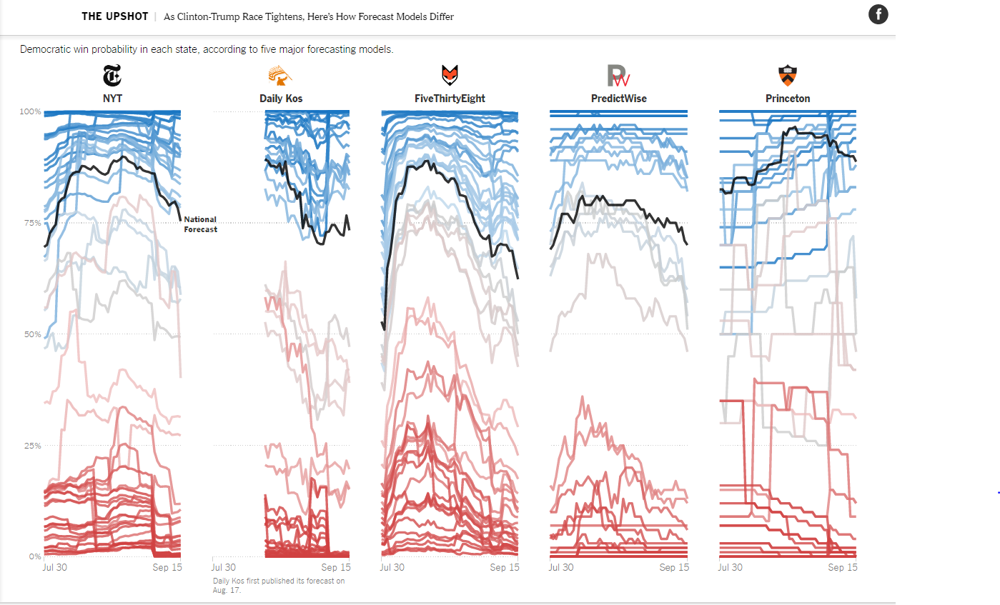 THE UPSHOT | As Clinton-Trump Race Tightens, Here's How Forecast Models Differ
f
Democratic win probability in each state, according to five major forecasting models.
T
PW
NYT
Daily Kos
FiveThirtyEight
PredictWise
Princeton
100%
75%
50%
25%
0%
National
Forecast
Jul 30
Sep 15
Jul 30
Sep 15
Jul 30
Sep 15
Jul 30
Sep 15
Jul 30
Sep 15
Daily Kos first published its forecast on
Aug. 17.